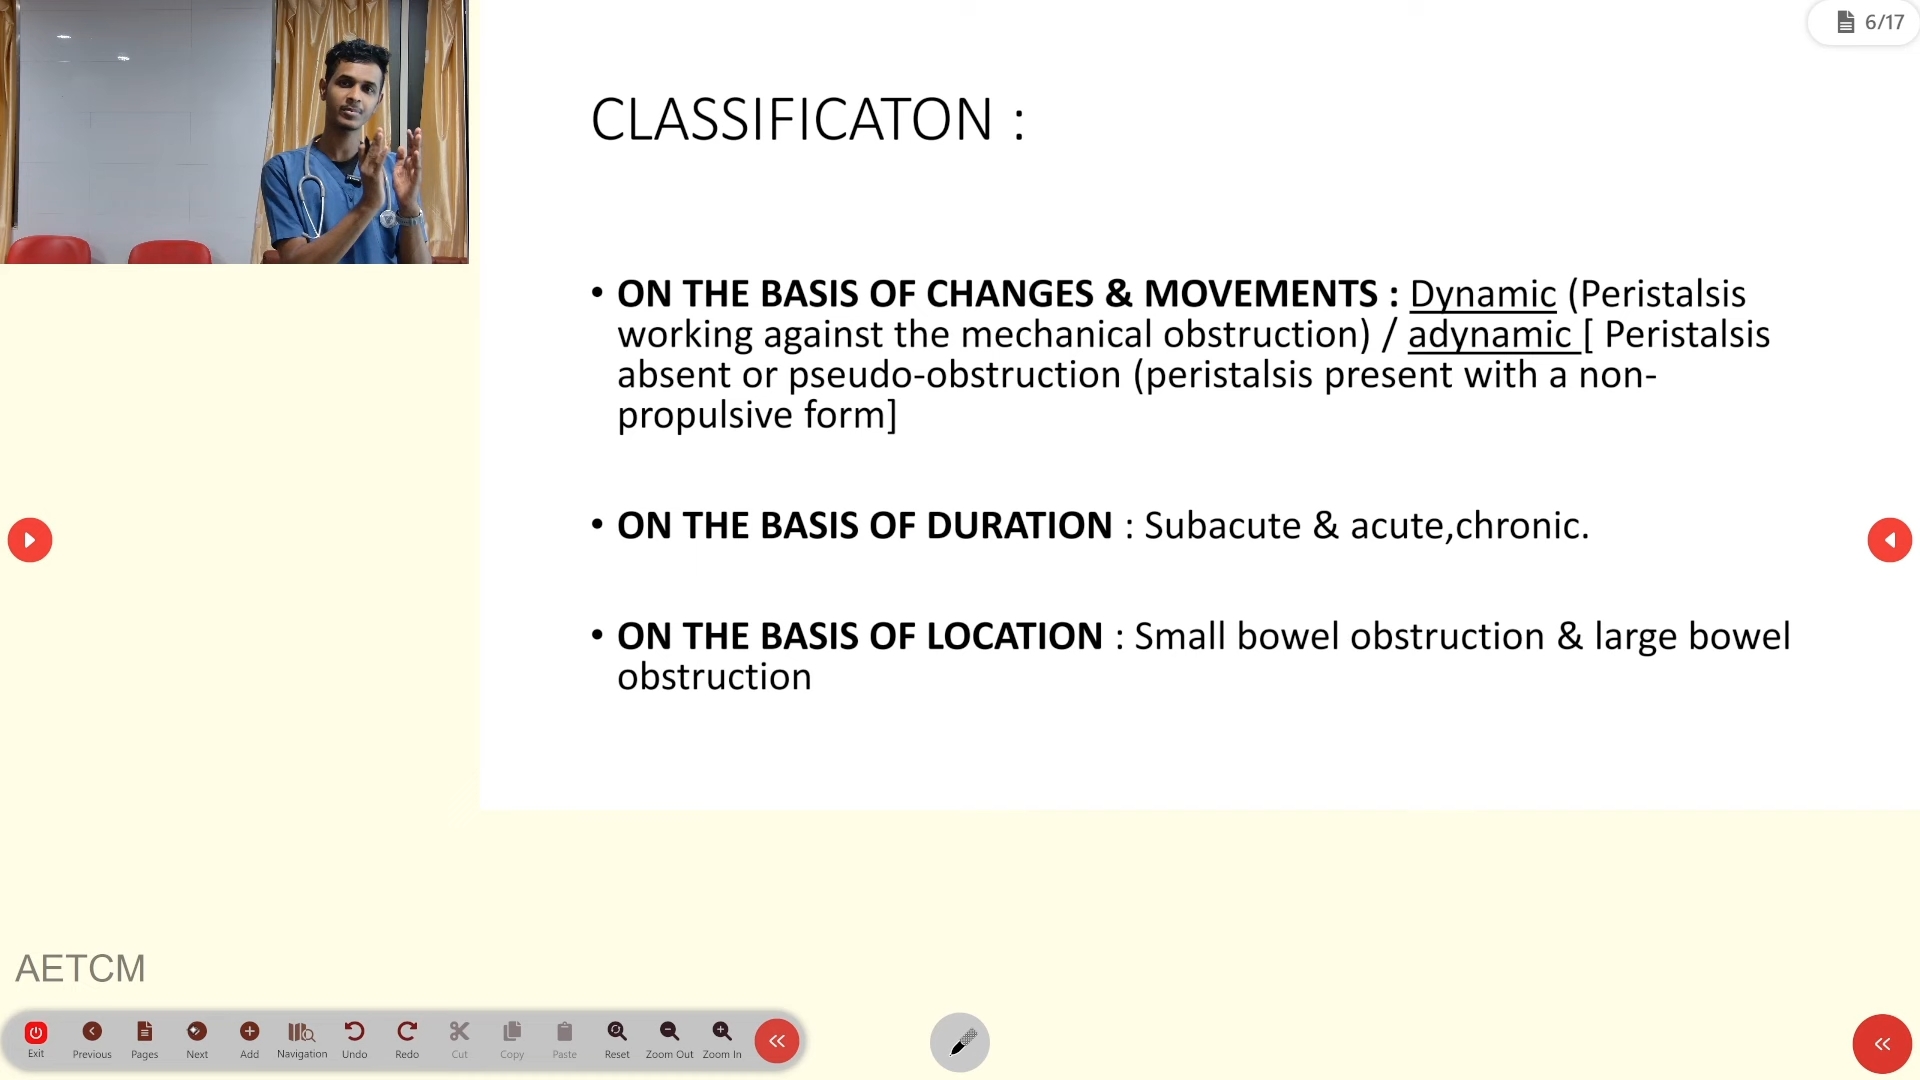 6/17
CLASSIFICATON :
• ON THE BASIS OF CHANGES & MOVEMENTS : Dynamic (Peristalsis
working against the mechanical obstruction) / adynamic [ Peristalsis
absent or pseudo-obstruction (peristalsis present with a non-
propulsive form]
• ON THE BASIS OF DURATION : Subacute & acute,chronic.
• ON THE BASIS OF LOCATION : Small bowel obstruction & large bowel
obstruction
AETCM
Exit Previous Pages Next Add Navigation Undo Redo Cut Copy Paste Reset Zoom Out Zoom In